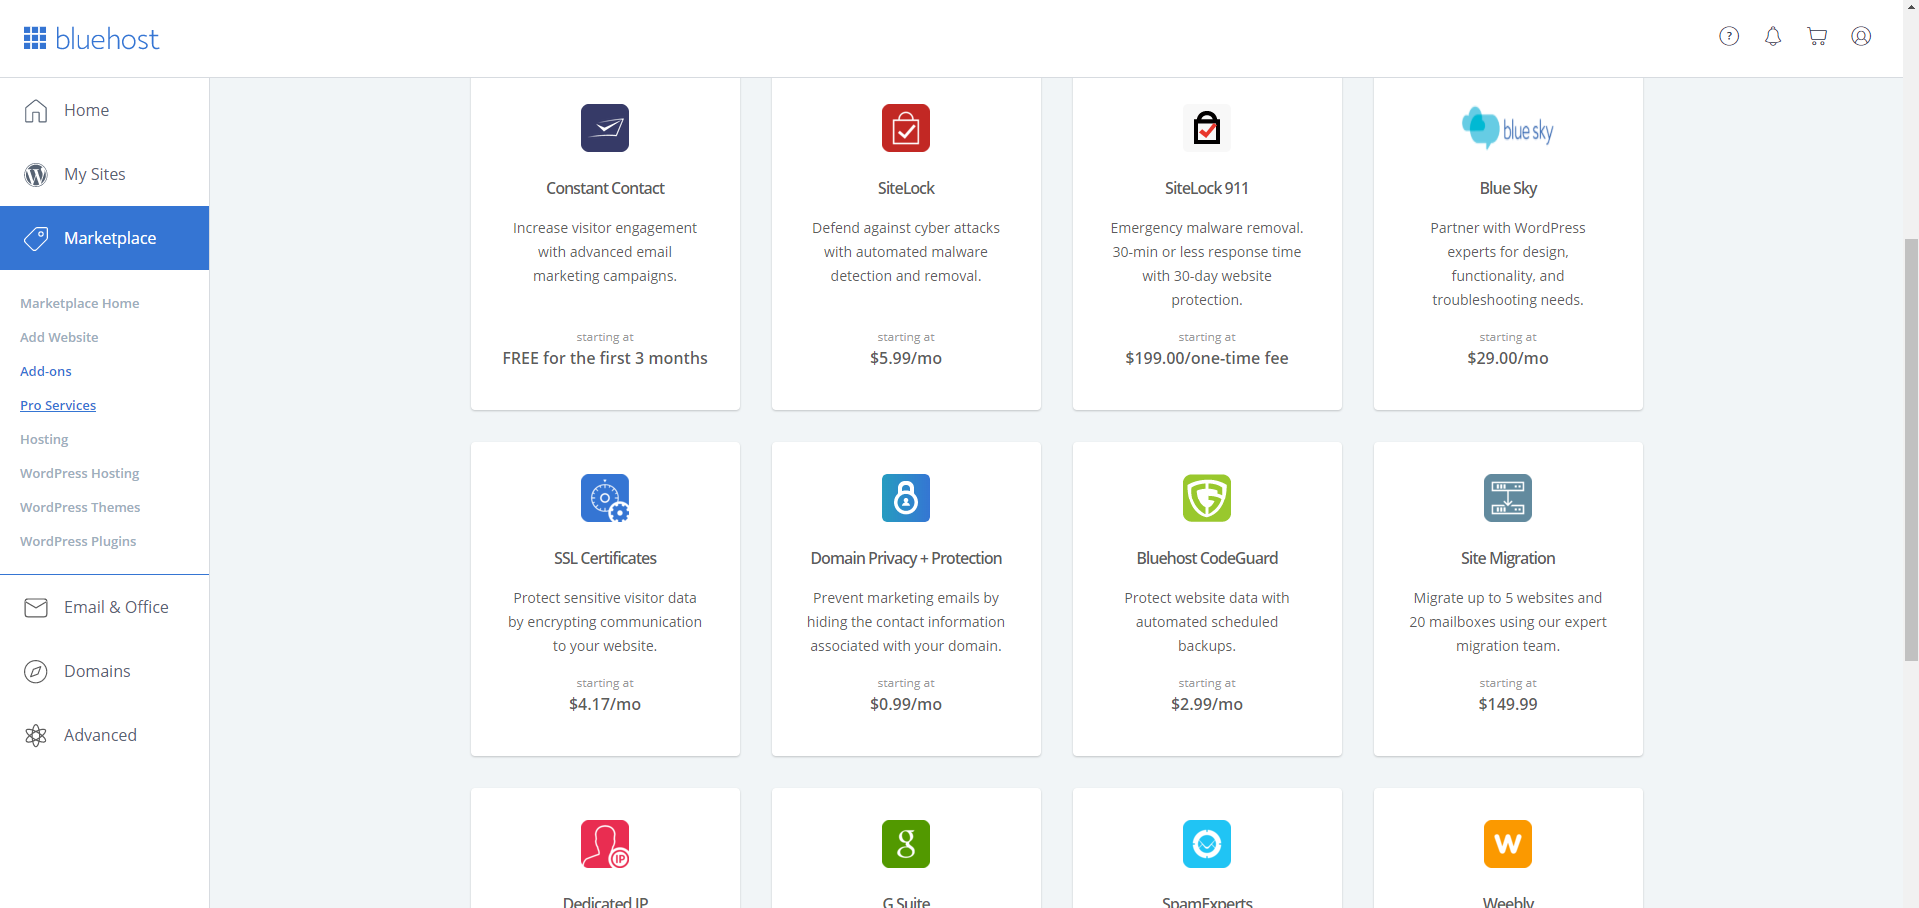 bluehost
?
Home
My Sites
Marketplace
Marketplace Home
Add Website
Add-ons
Pro Services
Hosting
WordPress Hosting
WordPress Themes
WordPress Plugins
Email & Office
Domains
Advanced
Constant Contact
Increase visitor engagement
with advanced email
marketing campaigns.
starting at
FREE for the first 3 months
SiteLock
Defend against cyber attacks
with automated malware
detection and removal.
starting at
$5.99/mo
SiteLock 911
Emergency malware removal.
30-min or less response time
with 30-day website
protection.
starting at
$199.00/one-time fee
blue sky
Blue Sky
Partner with WordPress
experts for design,
functionality, and
troubleshooting needs.
starting at
$29.00/mo
SSL Certificates
Protect sensitive visitor data
by encrypting communication
to your website.
starting at
$4.17/mo
Domain Privacy + Protection
Prevent marketing emails by
hiding the contact information
associated with your domain.
starting at
$0.99/mo
Bluehost CodeGuard
Protect website data with
automated scheduled
backups.
starting at
$2.99/mo
Site Migration
Migrate up to 5 websites and
20 mailboxes using our expert
migration team.
starting at
$149.99
IP
Dedicated IP
g
G Suite
SpamExperts
W
Weebly